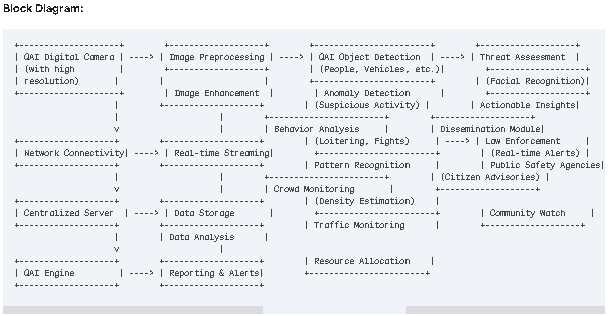 Block Diagram:
+-------------------+ +-------------------+ +-----------------------+ +-------------------+
| QAI Digital Camera | ----> | Image Preprocessing | ----> | QAI Object Detection | ----> | Threat Assessment |
| (with high | +-------------------+ | (People, Vehicles, etc.)| +-------------------+
| resolution) | | | +-----------------------+ | (Facial Recognition)|
+-------------------+ | Image Enhancement | | Anomaly Detection +-------------------+
| +-------------------+ | (Suspicious Activity) | | Actionable Insights|
| | +----------------------+ +-------------------+
v | | Behavior Analysis | | Dissemination Module|
+-------------------+ +-------------------+ | (Loitering, Fights) | ----> | Law Enforcement |
| Network Connectivity| ----> | Real-time Streaming| +-----------------------+ | (Real-time Alerts) |
+-------------------+ +-------------------+ | Pattern Recognition | | Public Safety Agencies|
| | +----------------------+ | (Citizen Advisories) |
v | | Crowd Monitoring | +-------------------+
+-------------------+ +-------------------+ | (Density Estimation) |
| Centralized Server | ----> | Data Storage | +-----------------------+ | Community Watch |
+-------------------+ +-------------------+ | Traffic Monitoring | +-------------------+
| | Data Analysis | +-----------------------+
v |
+-------------------+ +-------------------+ | Resource Allocation |
| QAI Engine | ----> | Reporting & Alerts| +-----------------------+
+-------------------+ +-------------------+